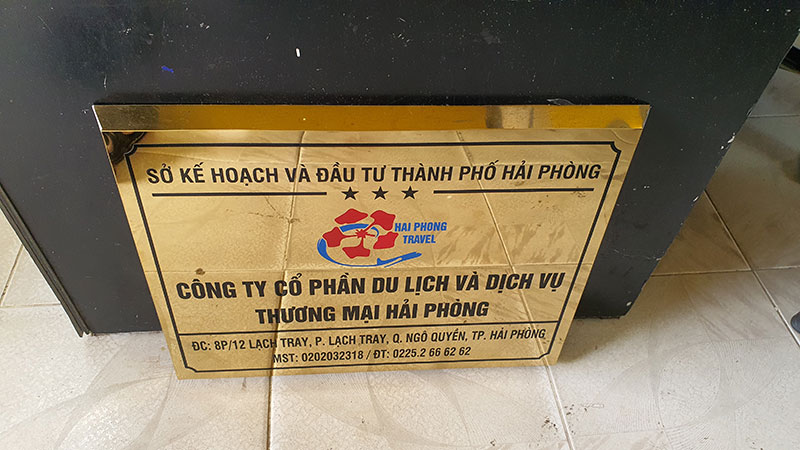 SỞ KẾ HOẠCH VÀ ĐẦU TƯ THÀNH PHỐ HẢI PHÒNG
HAI PHONG
TRAVEL
CÔNG TY CỔ PHẦN DU LỊCH VÀ DỊCH VỤ
THƯƠNG MẠI HẢI PHÒNG
ĐC: 8P/12 LẠCH TRAY, P. LẠCH TRAY, Q. NGÔ QUYỀN, TP. HẢI PHÒNG
MST: 0202032318 / ĐT: 0225.2 66 62 62